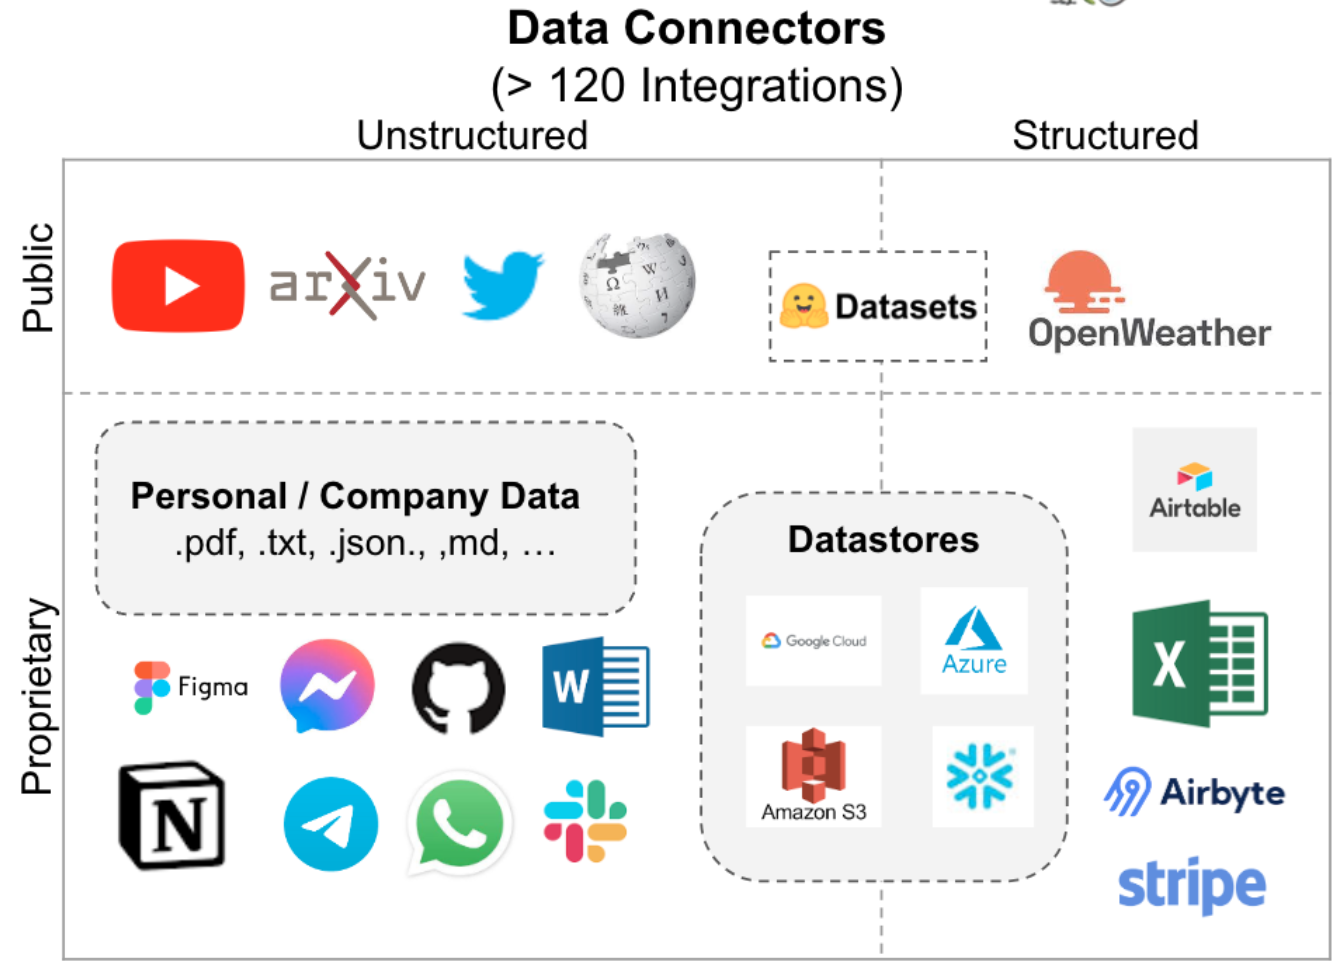 Data Connectors
(> 120 Integrations)
Unstructured
Structured
Public
arXiv
Datasets
OpenWeather
Proprietary
Personal / Company Data
.pdf, .txt, .json., ,md, …
Figma
W
N
Datastores
Google Cloud
Azure
Amazon S3
Airtable
X
Airbyte
stripe